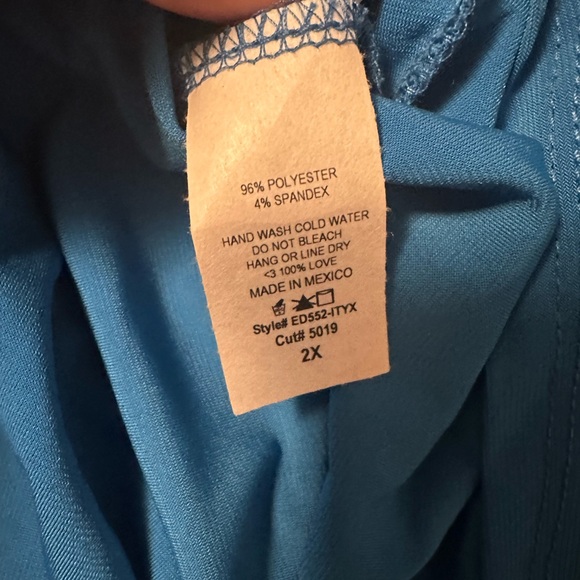 96% POLYESTER
4% SPANDEX
HAND WASH COLD WATER
DO NOT BLEACH
HANG OR LINE DRY
<3 100% LOVE
MADE IN MEXICO
Style# ED552-ITYX
Cut# 5019
2X